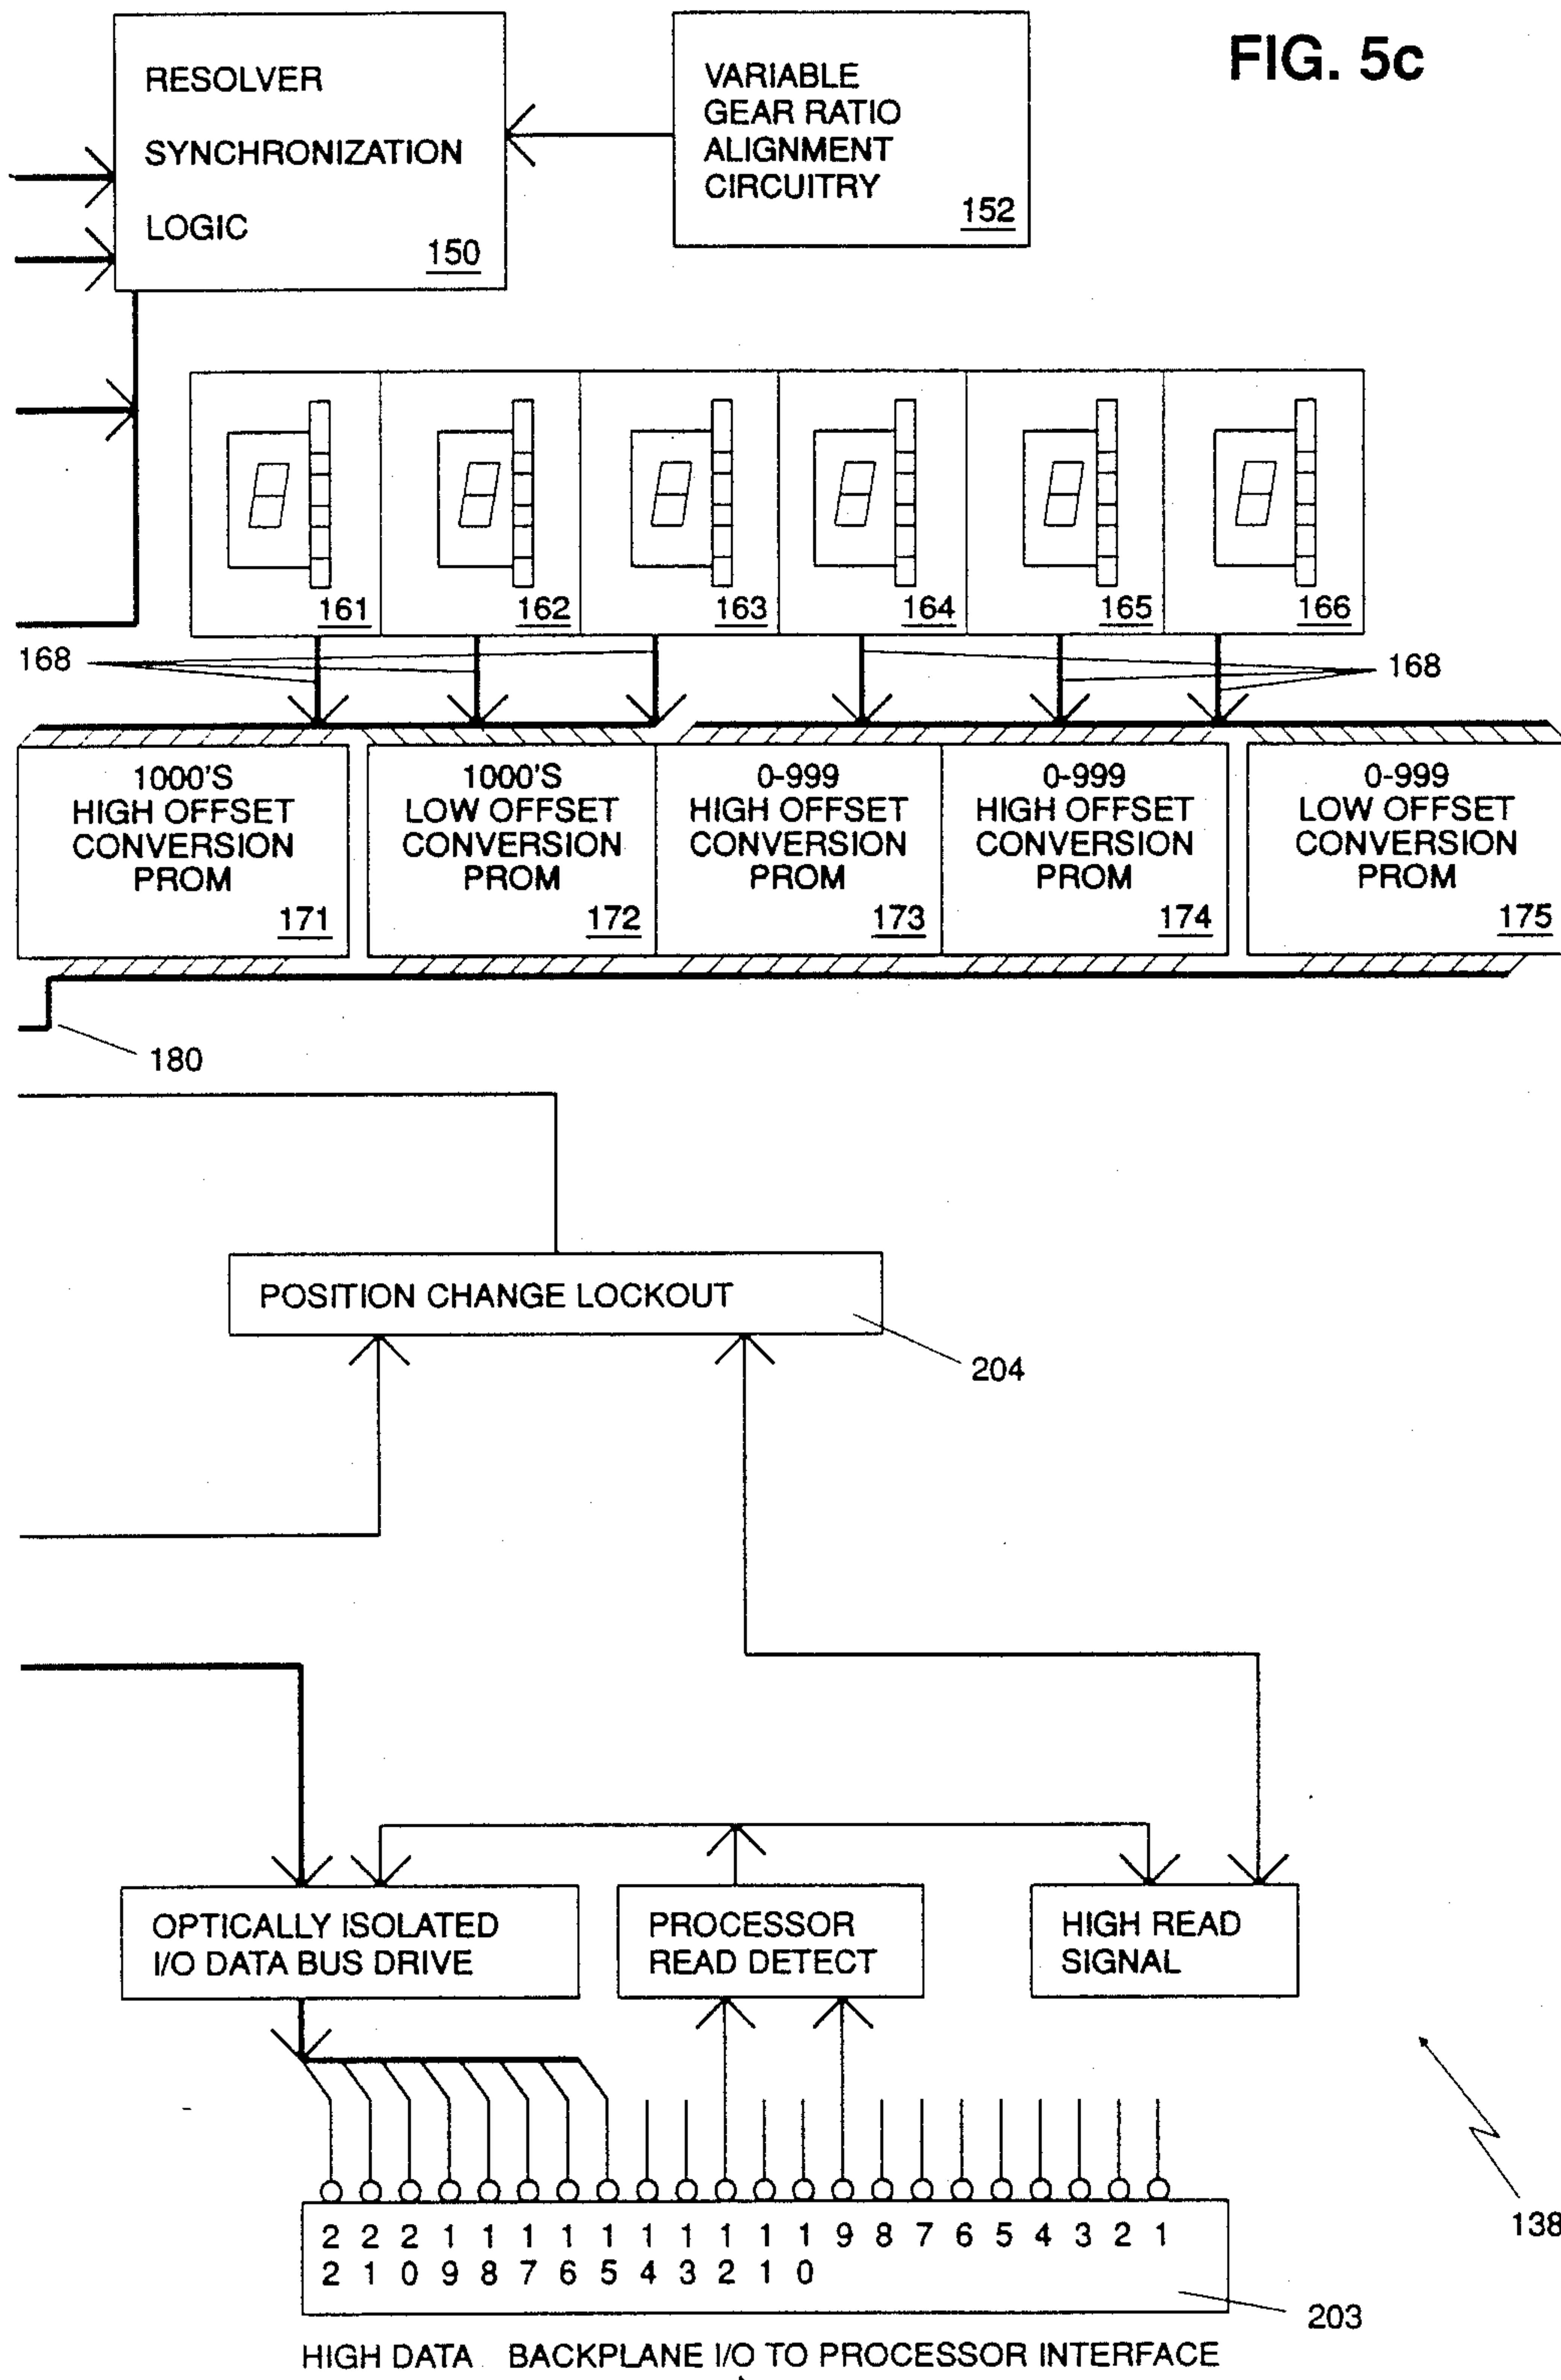 FIG. 5c
RESOLVER
SYNCHRONIZATION
LOGIC
150
VARIABLE
GEAR RATIO
ALIGNMENT
CIRCUITRY
152
161 162 163 164 165 166
168 168
1000'S
HIGH OFFSET
CONVERSION
PROM
171
1000'S
LOW OFFSET
CONVERSION
PROM
172
0-999
HIGH OFFSET
CONVERSION
PROM
173
0-999
HIGH OFFSET
CONVERSION
PROM
174
0-999
LOW OFFSET
CONVERSION
PROM
175
180
POSITION CHANGE LOCKOUT
204
OPTICALLY ISOLATED
I/O DATA BUS DRIVE
PROCESSOR
READ DETECT
HIGH READ
SIGNAL
138
2 2 2 1 1 1 1 1 1 1 1 1 1 9 8 7 6 5 4 3 2 1
2 1 0 9 8 7 6 5 4 3 2 1 0
203
HIGH DATA BACKPLANE I/O TO PROCESSOR INTERFACE